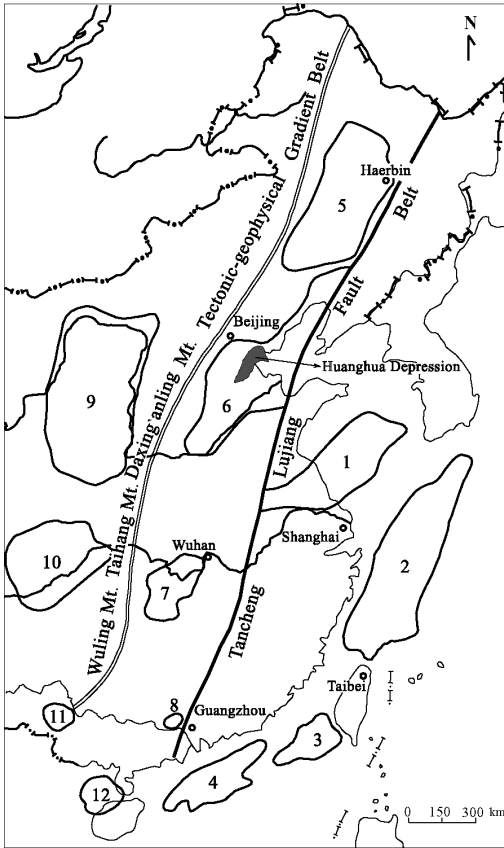 N
Wuling Mt. Taihang Mt. Daxing'anling Mt. Tectonic-geophysical Gradient Belt
Haerbin
5
Tancheng Lujiang Fault Belt
Beijing
Huanghua Depression
9
6
1
Shanghai
10
Wuhan
2
7
Taibei
11
8
Guangzhou
3
4
12
0 150 300 km